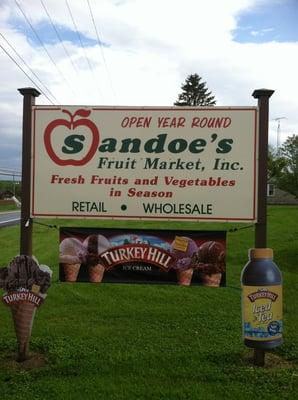 OPEN YEAR ROUND
Sandoe's
Fruit Market, Inc.
Fresh Fruits and Vegetables
in Season
RETAIL • WHOLESALE
TURKEY HILL
ICE CREAM
TURKEY HILL
TURKEY HILL
Iced
Tea